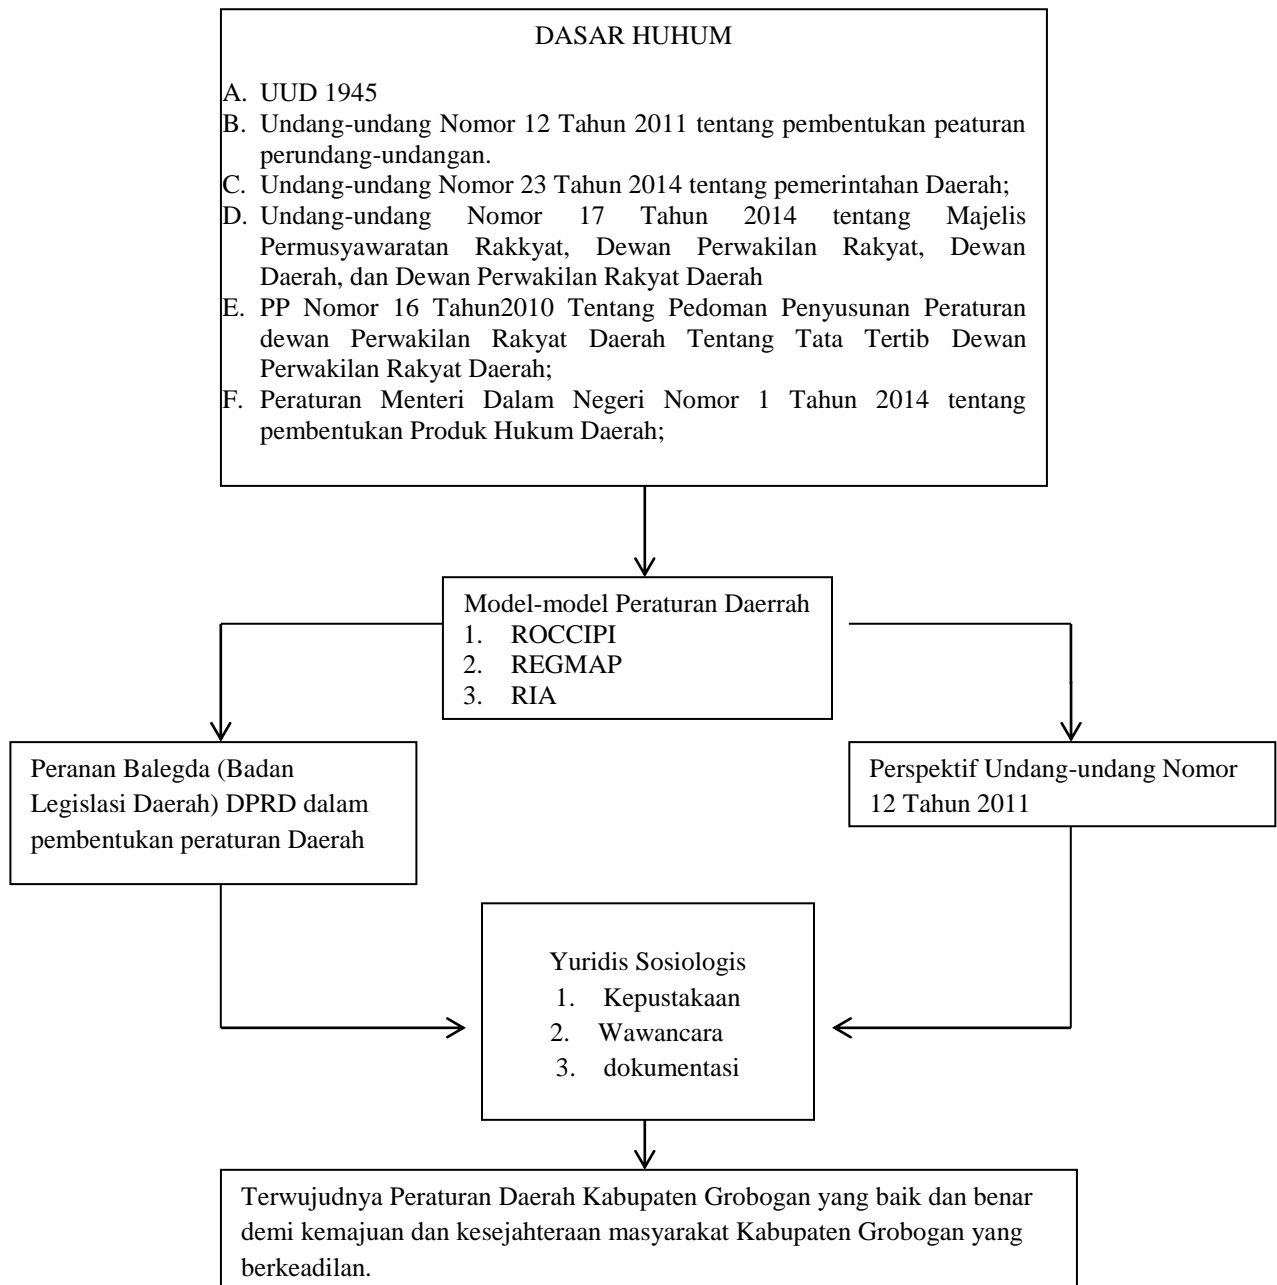 DASAR HUHUM
A. UUD 1945
B. Undang-undang Nomor 12 Tahun 2011 tentang pembentukan peaturan
perundang-undangan.
C. Undang-undang Nomor 23 Tahun 2014 tentang pemerintahan Daerah;
D. Undang-undang Nomor 17 Tahun 2014 tentang Majelis
Permusyawaratan Rakkyat, Dewan Perwakilan Rakyat, Dewan
Daerah, dan Dewan Perwakilan Rakyat Daerah
E. PP Nomor 16 Tahun2010 Tentang Pedoman Penyusunan Peraturan
dewan Perwakilan Rakyat Daerah Tentang Tata Tertib Dewan
Perwakilan Rakyat Daerah;
F. Peraturan Menteri Dalam Negeri Nomor 1 Tahun 2014 tentang
pembentukan Produk Hukum Daerah;
Model-model Peraturan Daerrah
1. ROCCIPI
2. REGMAP
3. RIA
Peranan Balegda (Badan
Legislasi Daerah) DPRD dalam
pembentukan peraturan Daerah
Perspektif Undang-undang Nomor
12 Tahun 2011
Yuridis Sosiologis
1. Kepustakaan
2. Wawancara
3. dokumentasi
Terwujudnya Peraturan Daerah Kabupaten Grobogan yang baik dan benar
demi kemajuan dan kesejahteraan masyarakat Kabupaten Grobogan yang
berkeadilan.